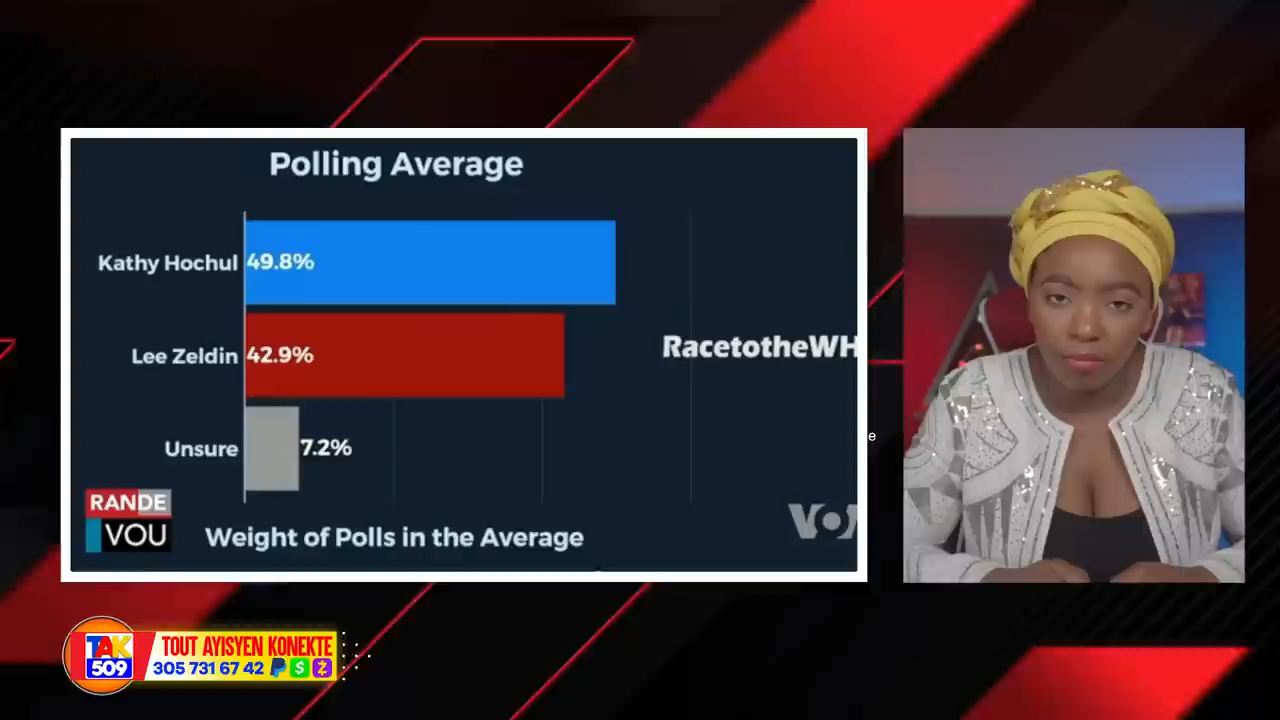 Polling Average
Kathy Hochul 49.8%
Lee Zeldin 42.9%
RacetotheWH
Unsure 7.2%
RANDE
VOU
Weight of Polls in the Average
VOA
e
TAK
509
TOUT AYISYEN KONEKTE
305 731 67 42